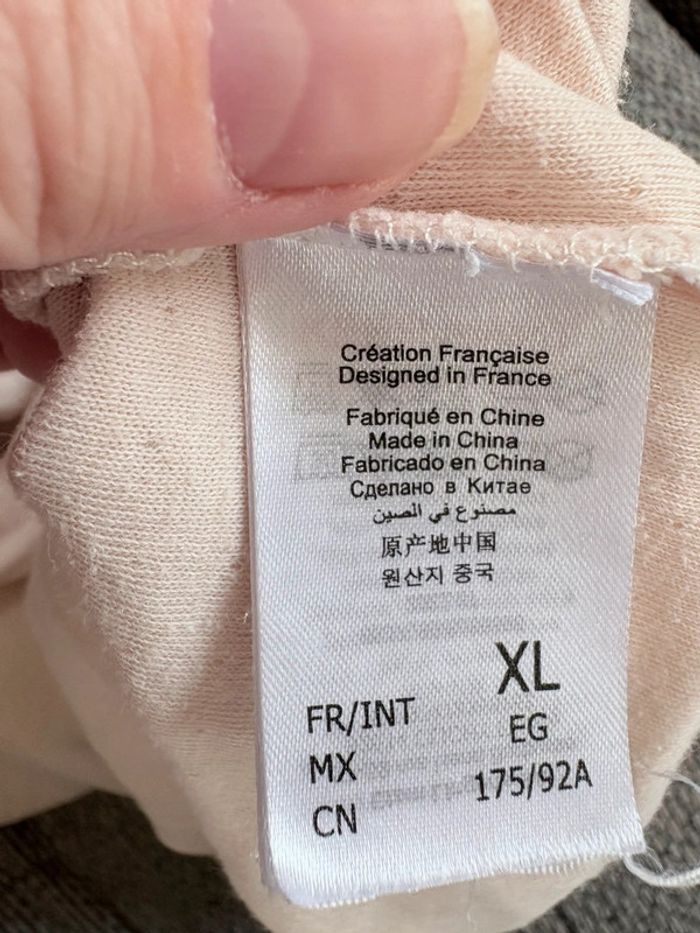 Création Française
Designed in France
Fabriqué en Chine
Made in China
Fabricado en China
Сделано в Китае
مصنوع في الصين
原产地中国
원산지 중국
FR/INT XL
MX EG
CN 175/92A